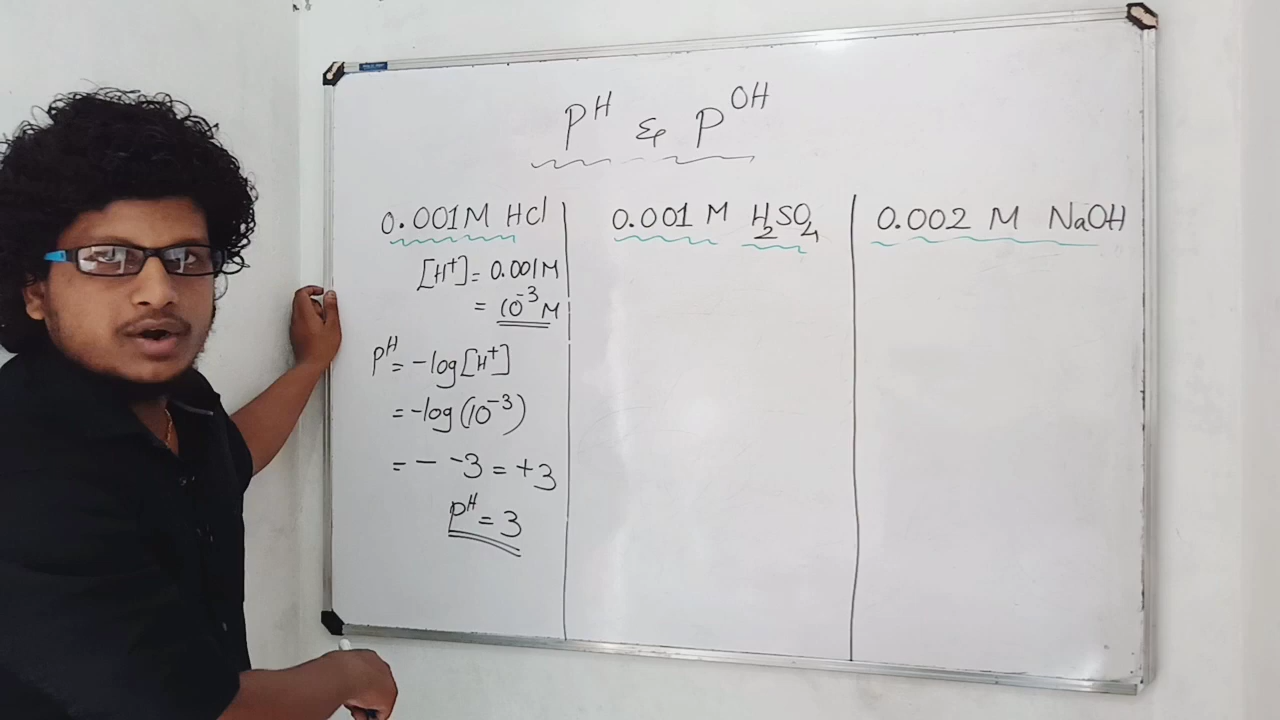 pH & pOH
0.001M HCl
[H⁺] = 0.001M
= 10⁻³ M
pH = -log[H⁺]
= -log(10⁻³)
= - -3 = +3
pH = 3
0.001 M H₂SO₄
0.002 M NaOH